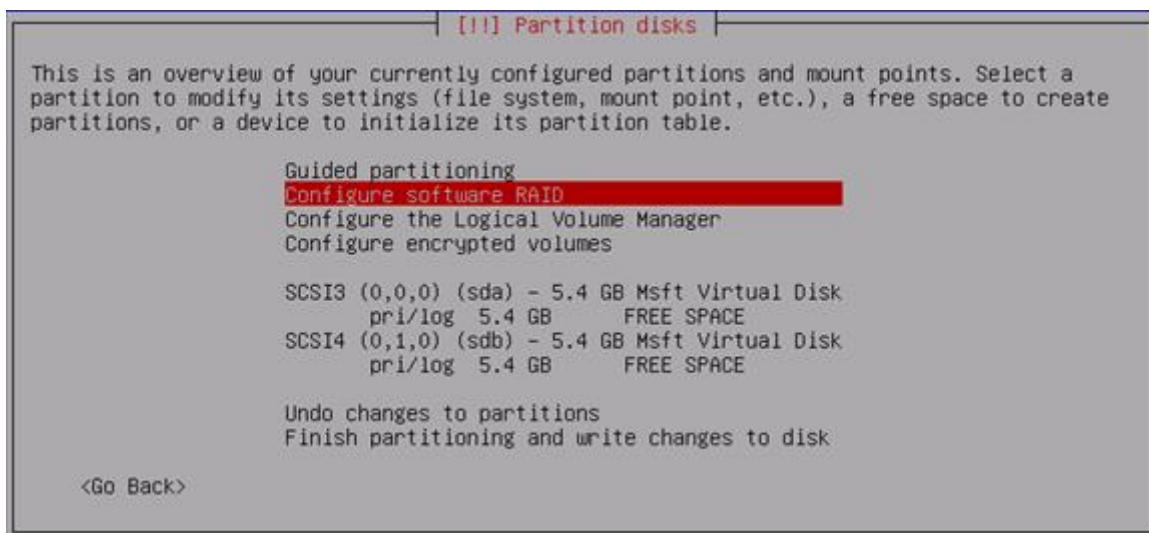 [!!] Partition disks
This is an overview of your currently configured partitions and mount points. Select a
partition to modify its settings (file system, mount point, etc.), a free space to create
partitions, or a device to initialize its partition table.
Guided partitioning
Configure software RAID
Configure the Logical Volume Manager
Configure encrypted volumes
SCSI3 (0,0,0) (sda) - 5.4 GB Msft Virtual Disk
pri/log 5.4 GB FREE SPACE
SCSI4 (0,1,0) (sdb) - 5.4 GB Msft Virtual Disk
pri/log 5.4 GB FREE SPACE
Undo changes to partitions
Finish partitioning and write changes to disk
<Go Back>